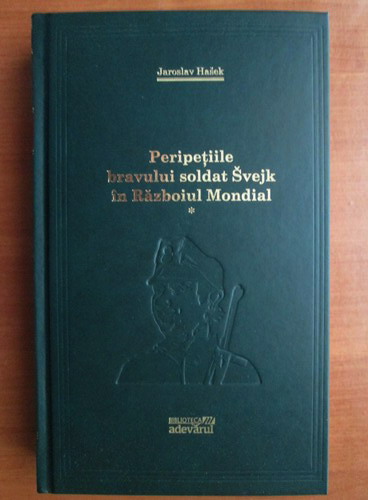 Jaroslav Hašek
Peripețiile
bravului soldat Švejk
în Războiul Mondial
*
BIBLIOTECA
adevărul